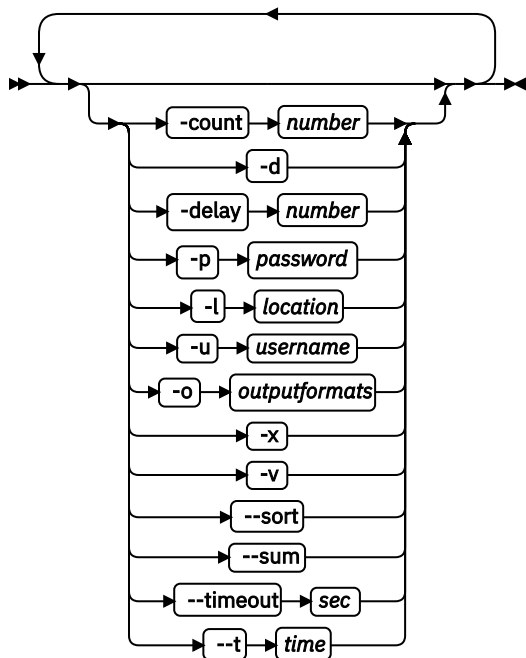 -count number
-d
-delay number
-p password
-l location
-u username
-o outputformats
-x
-v
--sort
--sum
--timeout sec
--t time